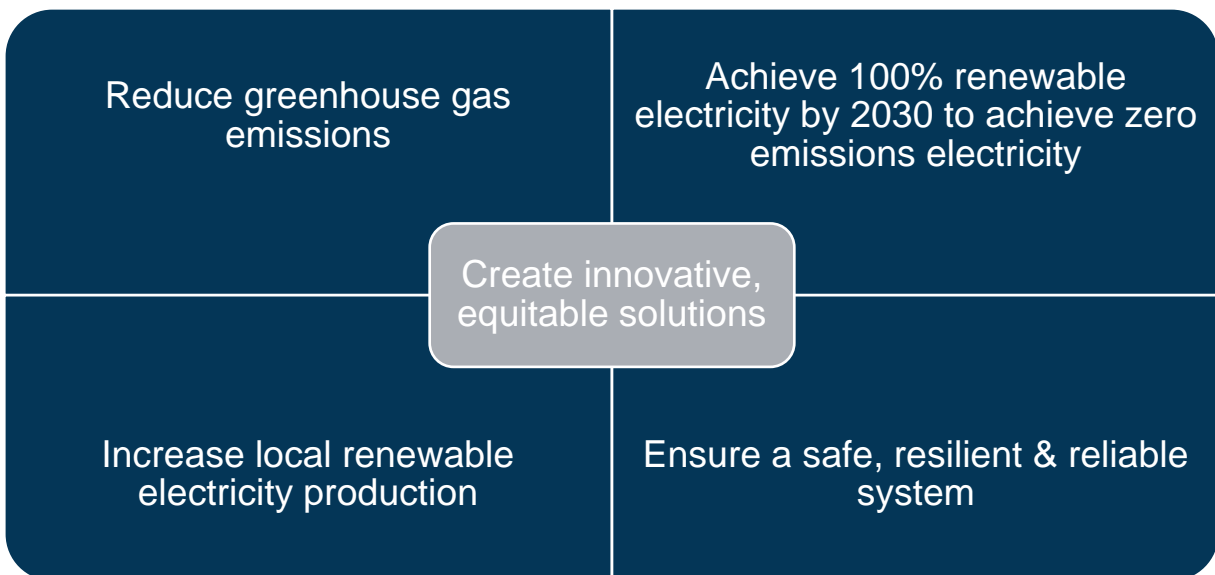 Reduce greenhouse gas
emissions
Achieve 100% renewable
electricity by 2030 to achieve zero
emissions electricity
Create innovative,
equitable solutions
Increase local renewable
electricity production
Ensure a safe, resilient & reliable
system